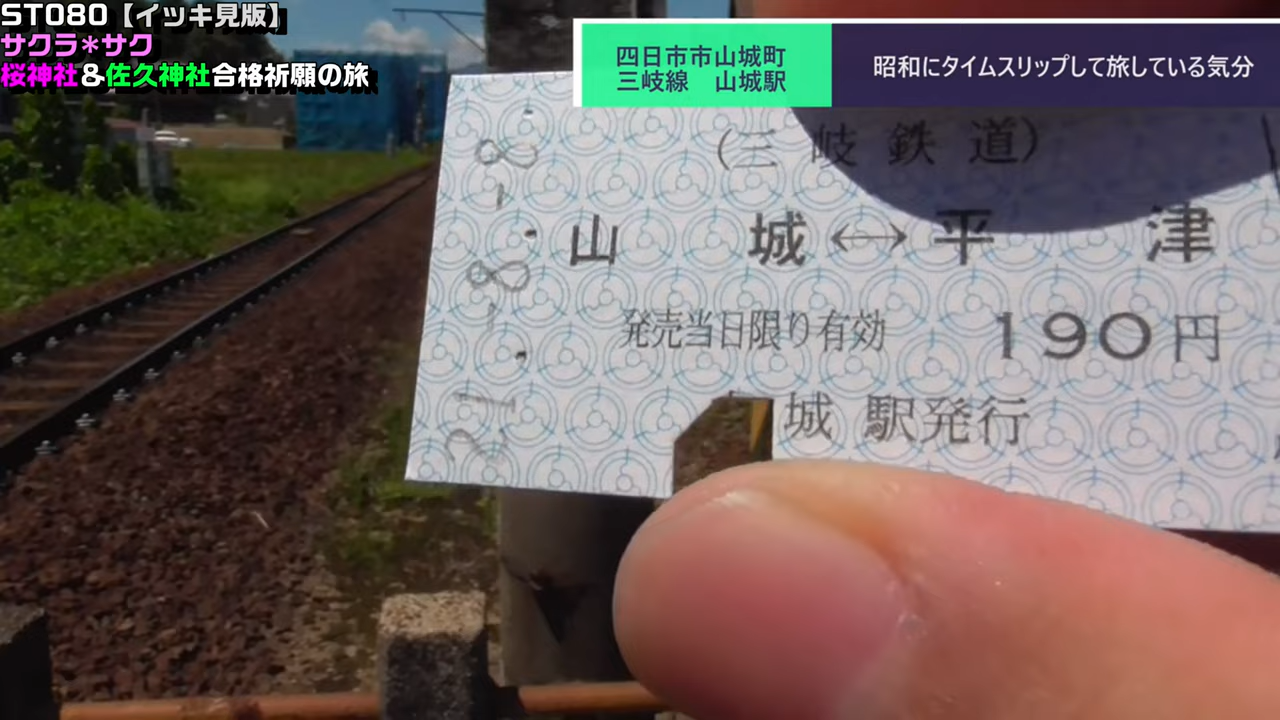 ST080【イッキ見版】
サクラ＊サク
桜神社＆佐久神社合格祈願の旅
四日市市山城町
三岐線　山城駅
昭和にタイムスリップして旅している気分
(三岐鉄道)
山城↔平津
発売当日限り有効 190円
城駅発行
8-8.21